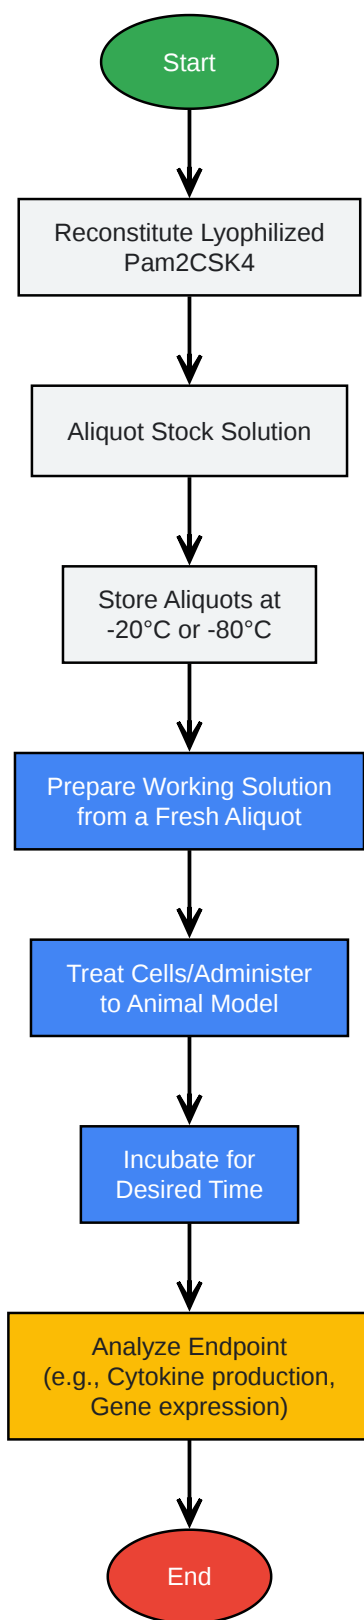 Start
Reconstitute Lyophilized
Pam2CSK4
Aliquot Stock Solution
Store Aliquots at
-20°C or -80°C
Prepare Working Solution
from a Fresh Aliquot
Treat Cells/Administer
to Animal Model
Incubate for
Desired Time
Analyze Endpoint
(e.g., Cytokine production,
Gene expression)
End